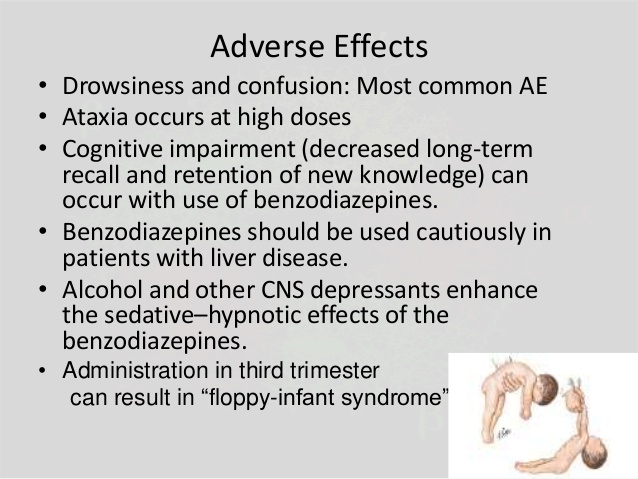 Adverse Effects
• Drowsiness and confusion: Most common AE
• Ataxia occurs at high doses
• Cognitive impairment (decreased long-term
recall and retention of new knowledge) can
occur with use of benzodiazepines.
• Benzodiazepines should be used cautiously in
patients with liver disease.
• Alcohol and other CNS depressants enhance
the sedative–hypnotic effects of the
benzodiazepines.
• Administration in third trimester
can result in “floppy-infant syndrome”